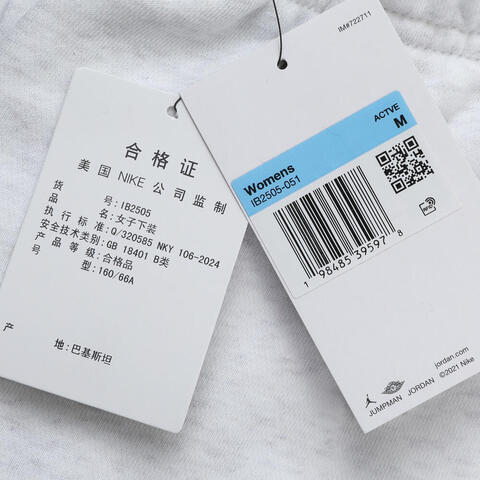 合格证
美国 NIKE 公司监制
货号：IB2505
品名：女子下装
执行标准：Q/320585 NKY 106-2024
安全技术类别：GB 18401 B类
产品等级：合格品
号型：160/66A
产地：巴基斯坦
IM#722711
ACTVE
M
Womens
IB2505-051
1 98485 39597 8
jordan.com
©2021 Nike
JUMPMAN JORDAN